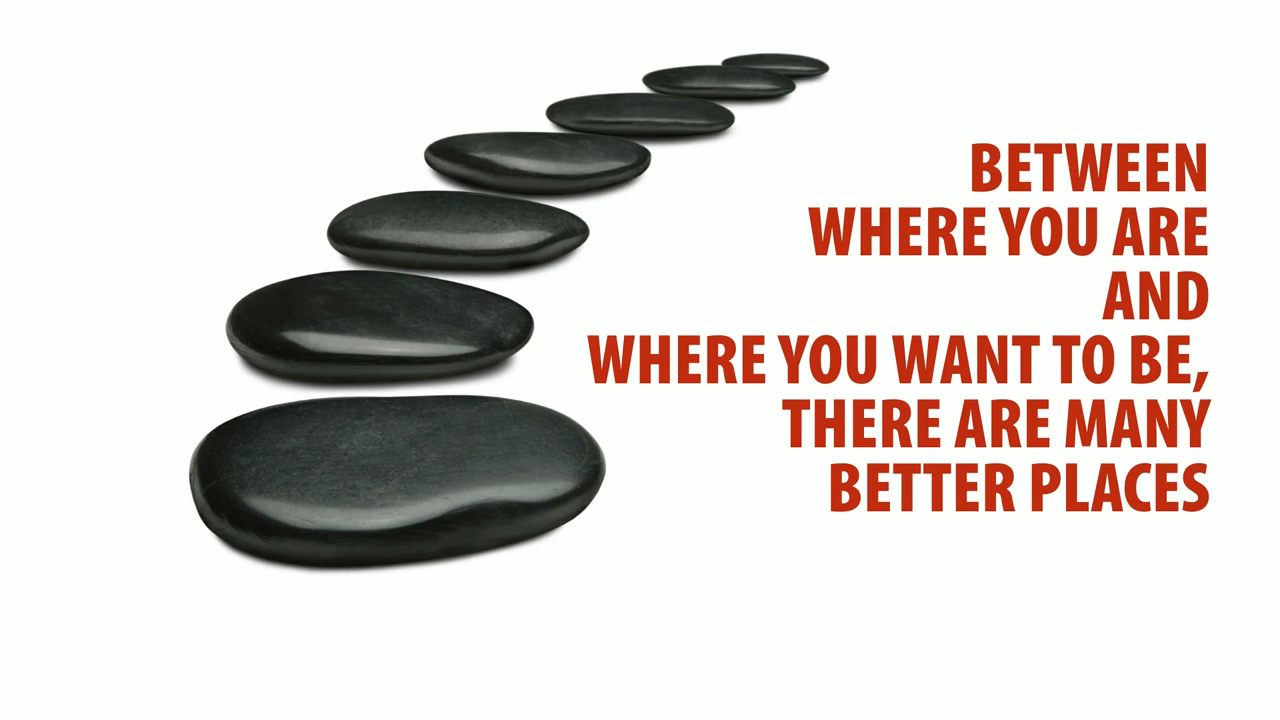 BETWEEN
WHERE YOU ARE
AND
WHERE YOU WANT TO BE,
THERE ARE MANY
BETTER PLACES